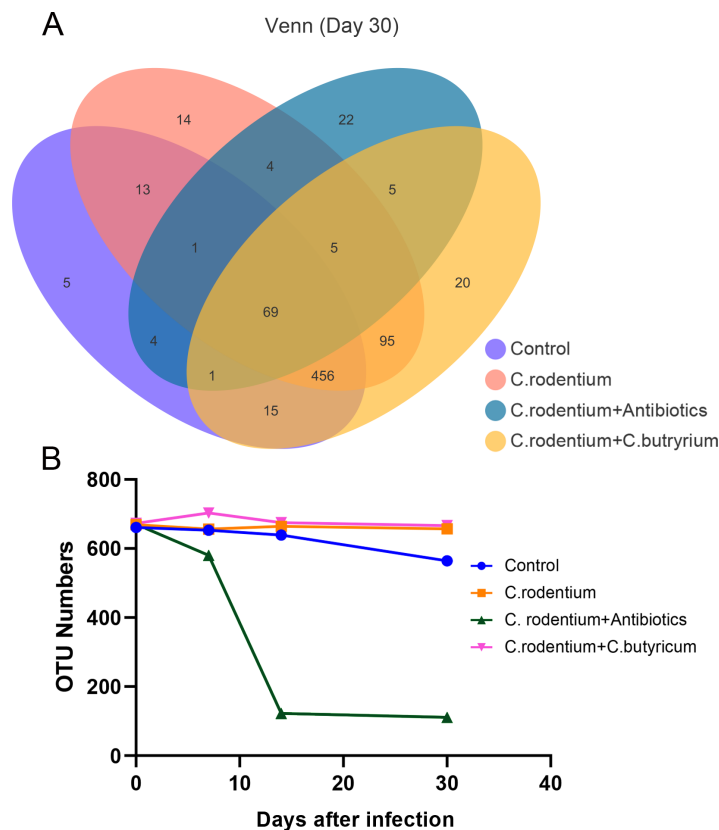 A
Venn (Day 30)
14
22
4
13
5
1
5
5
20
69
4
95
1
456
15
Control
C.rodentium
C.rodentium+Antibiotics
C.rodentium+C.butryrium
B
800
600
400
200
0
OTU Numbers
0
10
20
30
40
Days after infection
Control
C.rodentium
C. rodentium+Antibiotics
C.rodentium+C.butyricum